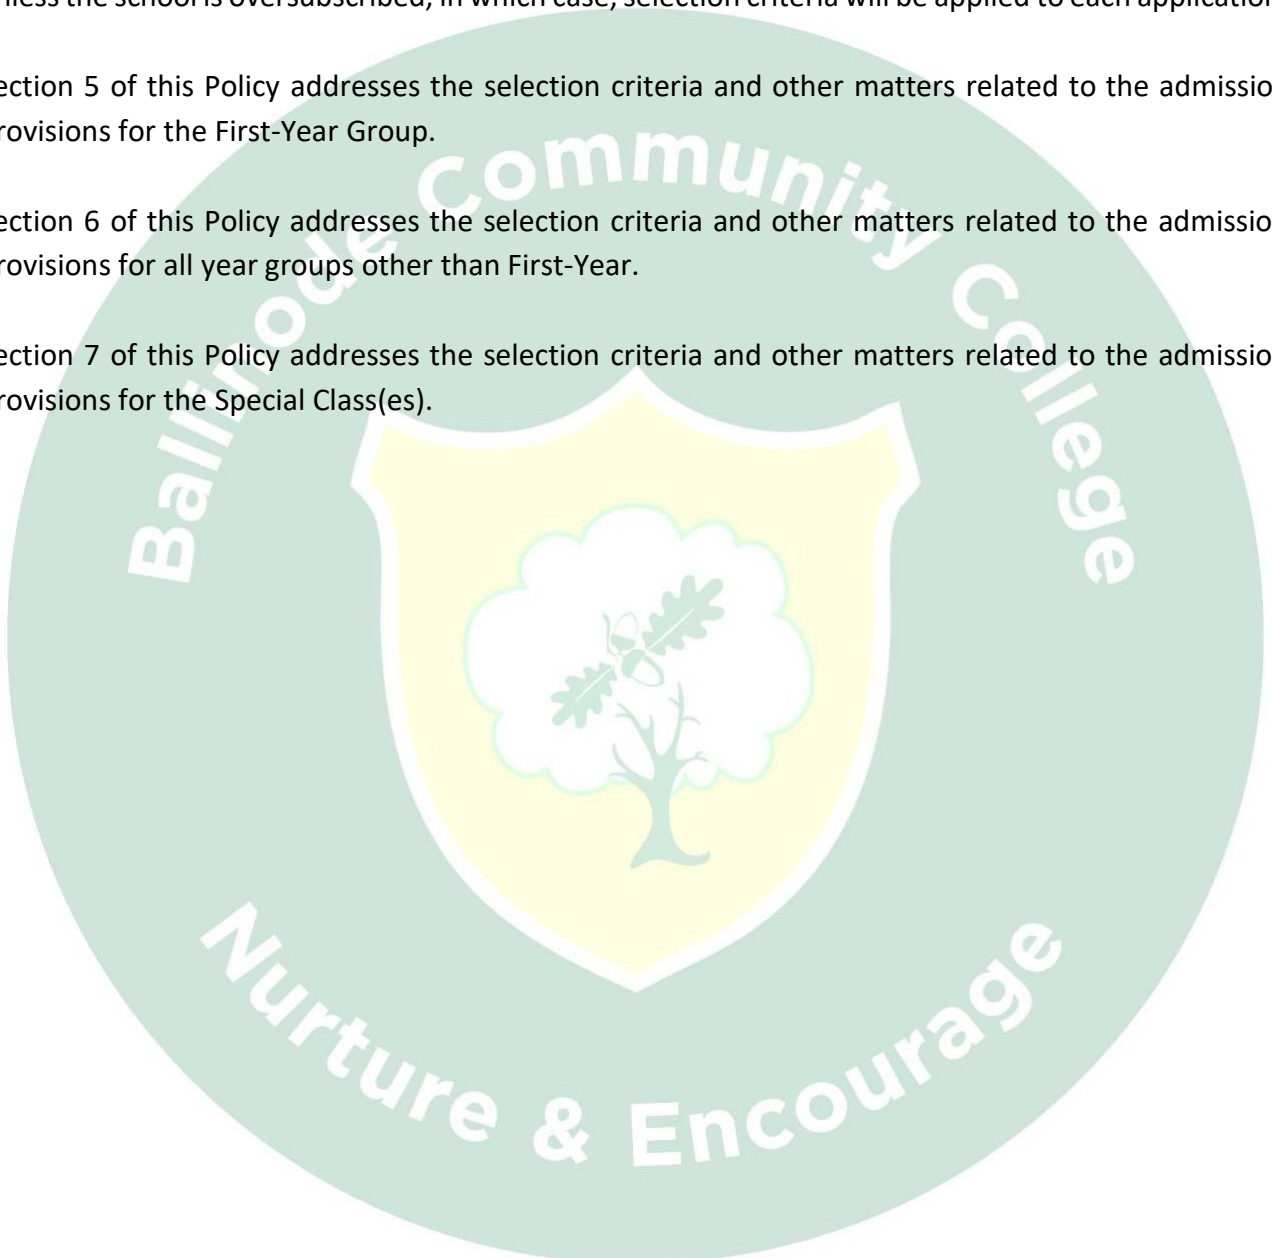 nless the school is oversubscribed, in which case, selection criteria will be applied to each application
ection 5 of this Policy addresses the selection criteria and other matters related to the admissio
rovisions for the First-Year Group.
ection 6 of this Policy addresses the selection criteria and other matters related to the admissio
rovisions for all year groups other than First-Year.
ection 7 of this Policy addresses the selection criteria and other matters related to the admissio
rovisions for the Special Class(es).
Ballinode Community College
Nurture & Encourage